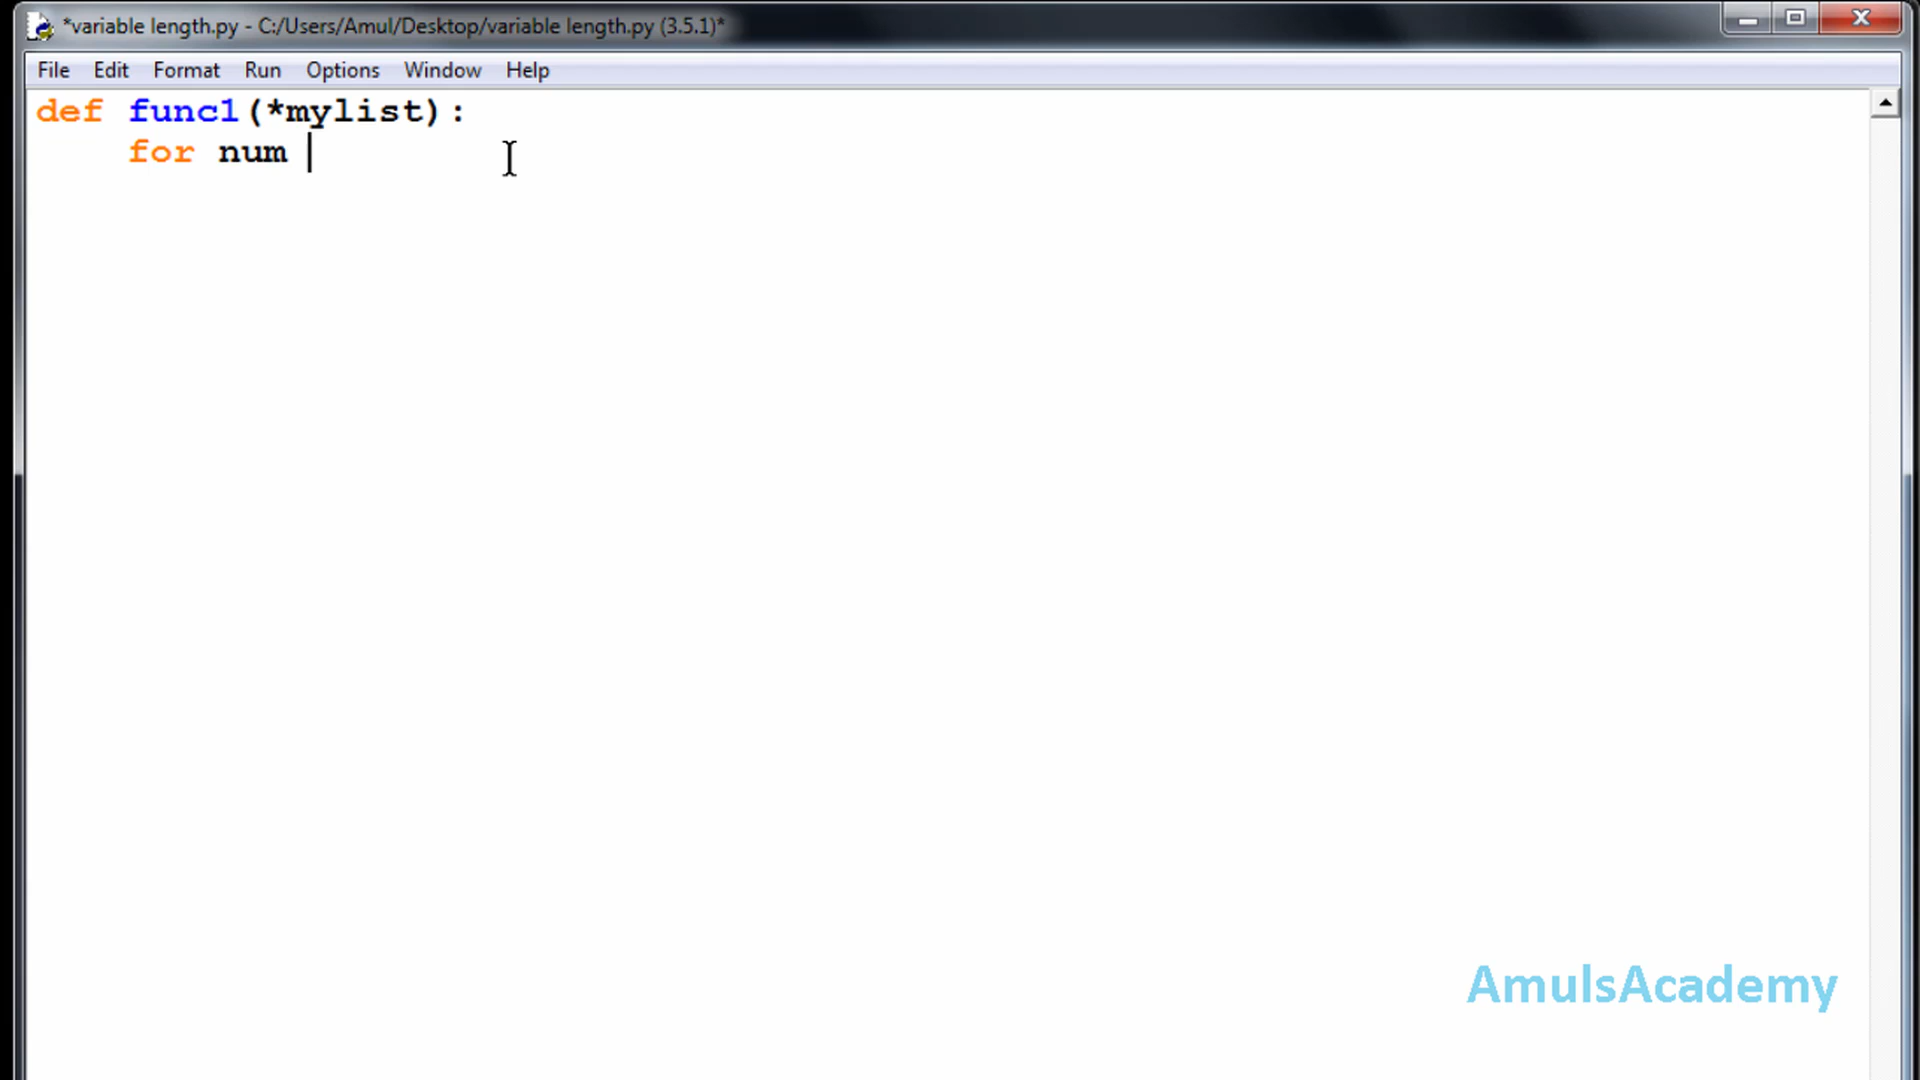 *variable length.py - C:/Users/Amul/Desktop/variable length.py (3.5.1)*
File Edit Format Run Options Window Help
def func1(*mylist):
    for num
AmulsAcademy